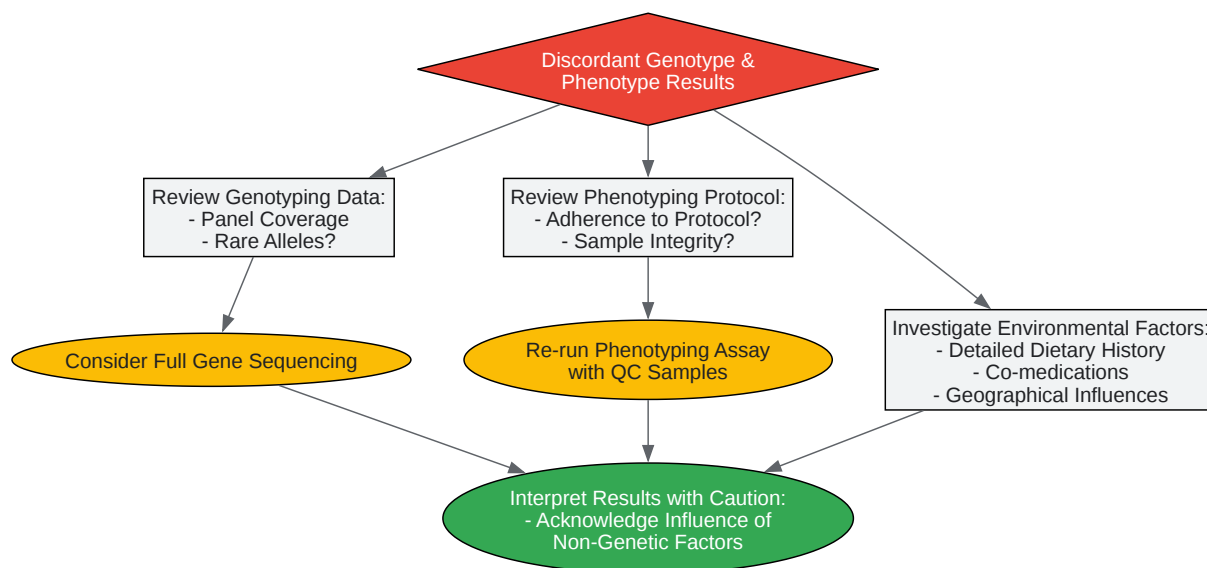 Discordant Genotype &
Phenotype Results
Review Genotyping Data:
- Panel Coverage
- Rare Alleles?
Review Phenotyping Protocol:
- Adherence to Protocol?
- Sample Integrity?
Investigate Environmental Factors:
- Detailed Dietary History
- Co-medications
- Geographical Influences
Consider Full Gene Sequencing
Re-run Phenotyping Assay
with QC Samples
Interpret Results with Caution:
- Acknowledge Influence of
Non-Genetic Factors